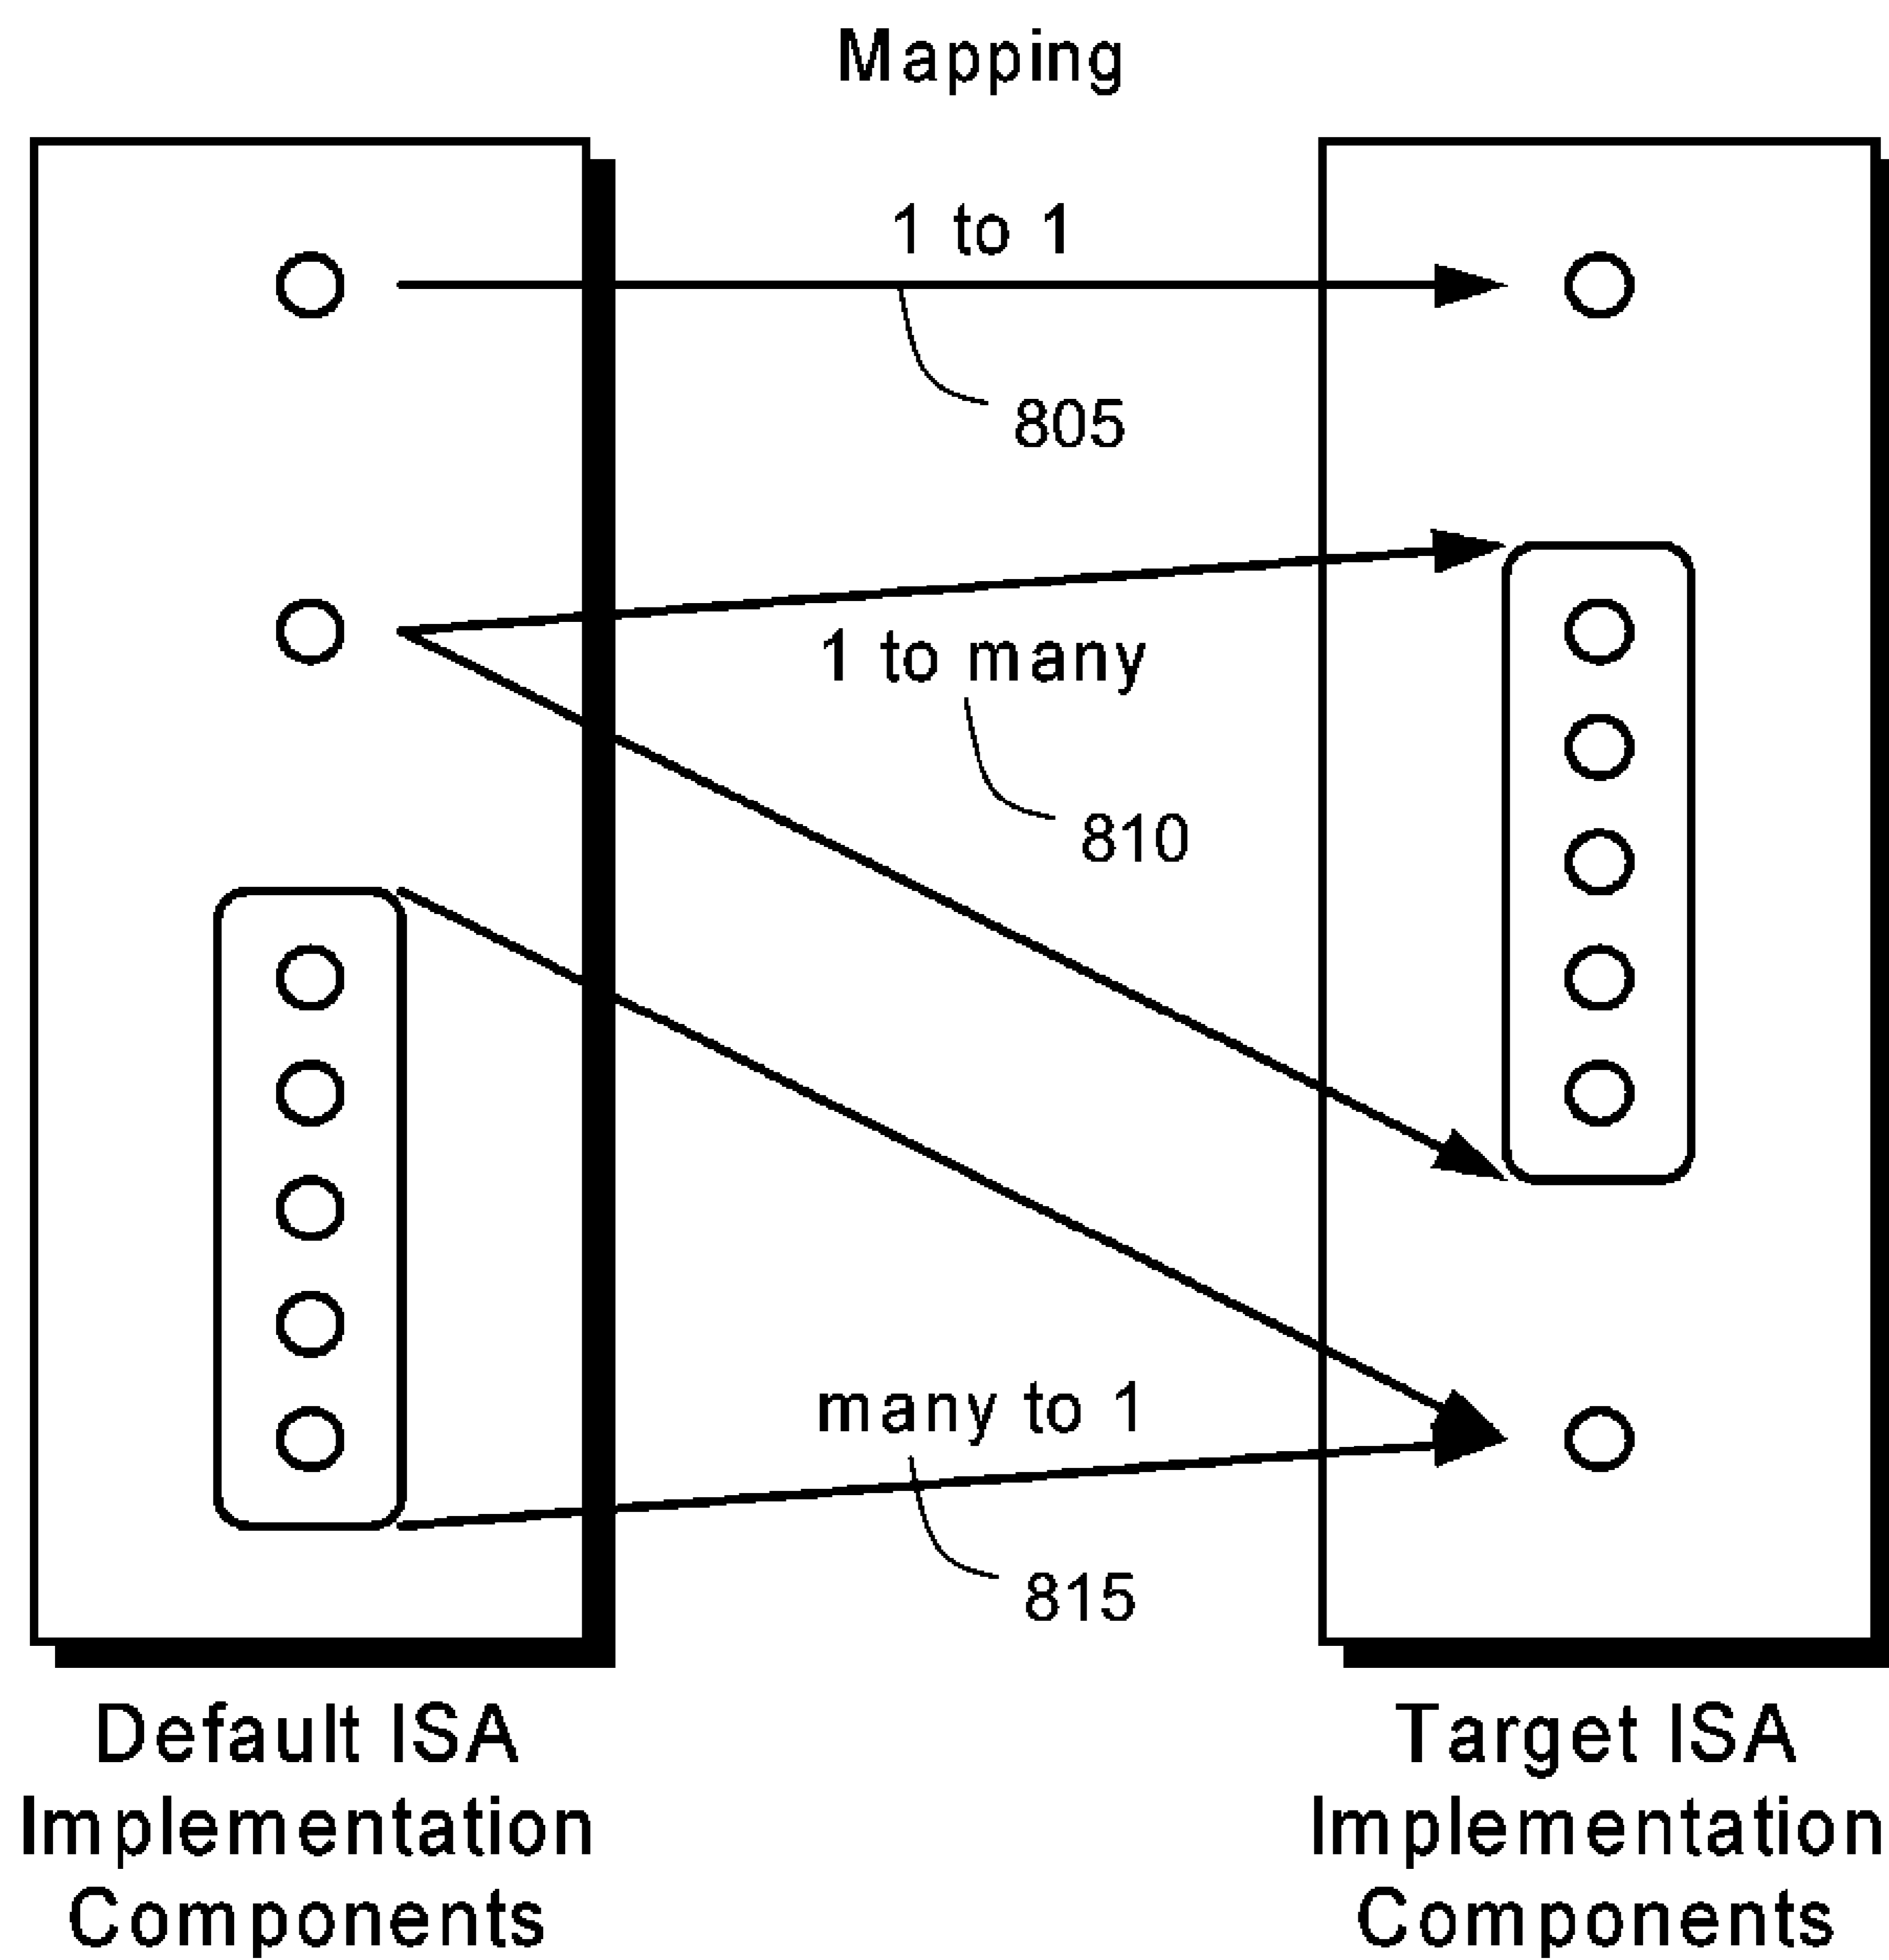 Mapping
1 to 1
805
1 to many
810
many to 1
815
Default ISA
Implementation
Components
Target ISA
Implementation
Components